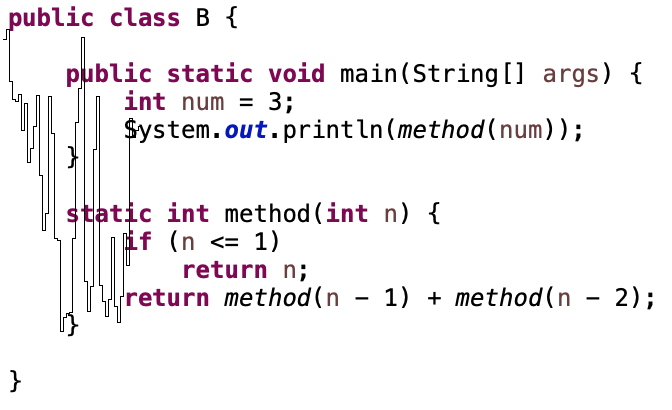 public class B {
public static void main(String[] args) {
int num = 3;
System.out.println(method(num));
}
static int method(int n) {
if (n <= 1)
return n;
return method(n - 1) + method(n - 2);
}
}